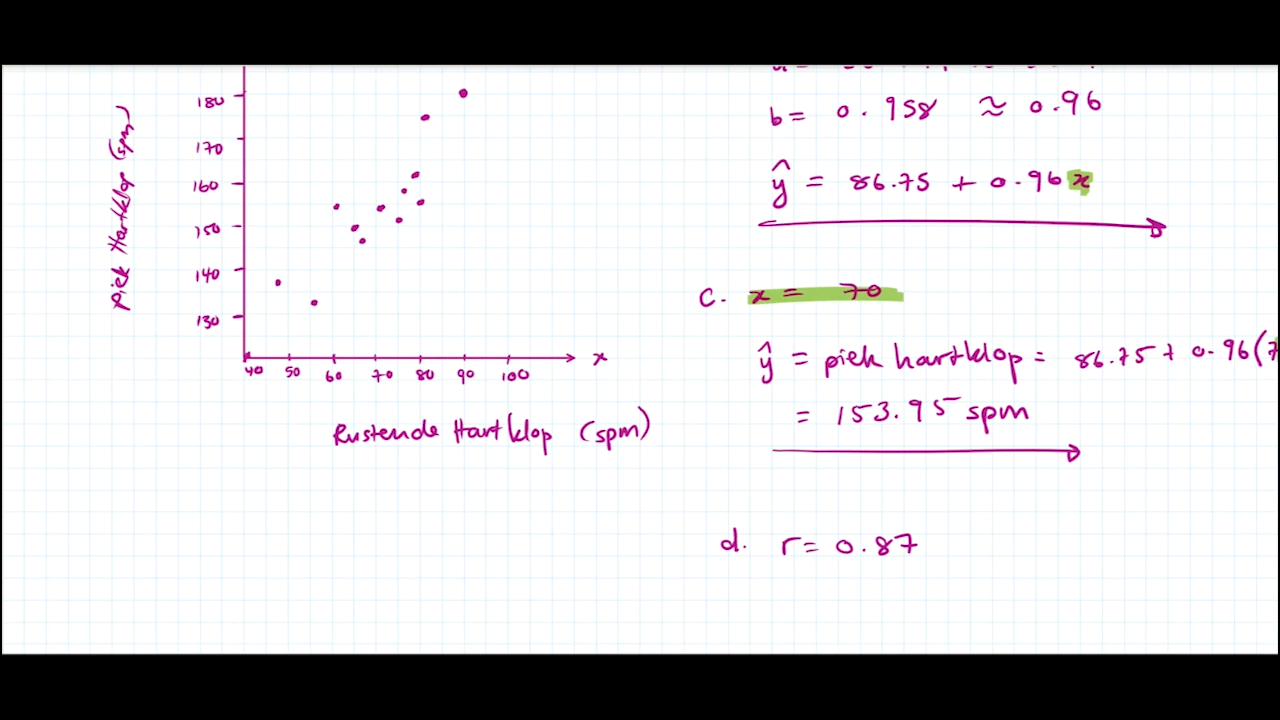 180
170
160
150
140
130
piek Hartklop (spm)
40 50 60 70 80 90 100 x
Rustende Hartklop (spm)
b = 0.958 ≈ 0.96
ŷ = 86.75 + 0.96x
c. x = 70
ŷ = piek hartklop = 86.75 + 0.96(7
= 153.95 spm
d. r = 0.87